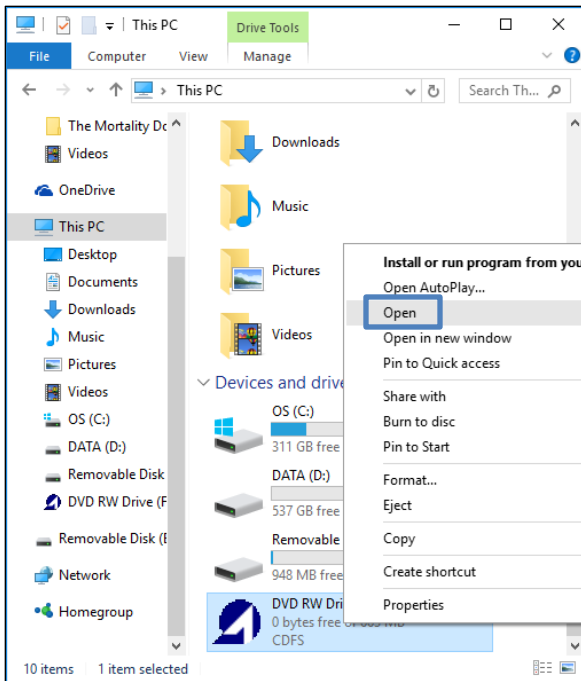 This PC
Drive Tools
File
Computer
View
Manage
This PC
Search Th...
The Mortality Dc
Videos
OneDrive
This PC
Desktop
Documents
Downloads
Music
Pictures
Videos
OS (C:)
DATA (D:)
Removable Disk
DVD RW Drive (F
Removable Disk (E
Network
Homegroup
Downloads
Music
Pictures
Videos
Devices and drive
OS (C:)
311 GB free
DATA (D:)
537 GB free
Removable
948 MB free
DVD RW Dri
0 bytes free of 665 MB
CDFS
Install or run program from you
Open AutoPlay...
Open
Open in new window
Pin to Quick access
Share with
Burn to disc
Pin to Start
Format...
Eject
Copy
Create shortcut
Properties
10 items
1 item selected